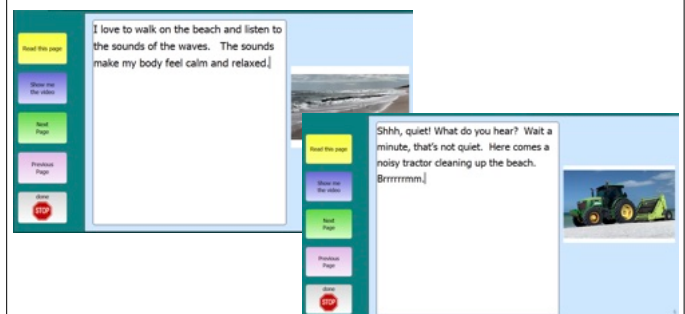 Read this page
Show me
the video
Next
Page
Previous
Page
done
STOP
I love to walk on the beach and listen to
the sounds of the waves.   The sounds
make my body feel calm and relaxed.
Read this page
Show me
the video
Next
Page
Previous
Page
done
STOP
Shhh, quiet! What do you hear?  Wait a
minute, that's not quiet.  Here comes a
noisy tractor cleaning up the beach.
Brrrrrrmm.